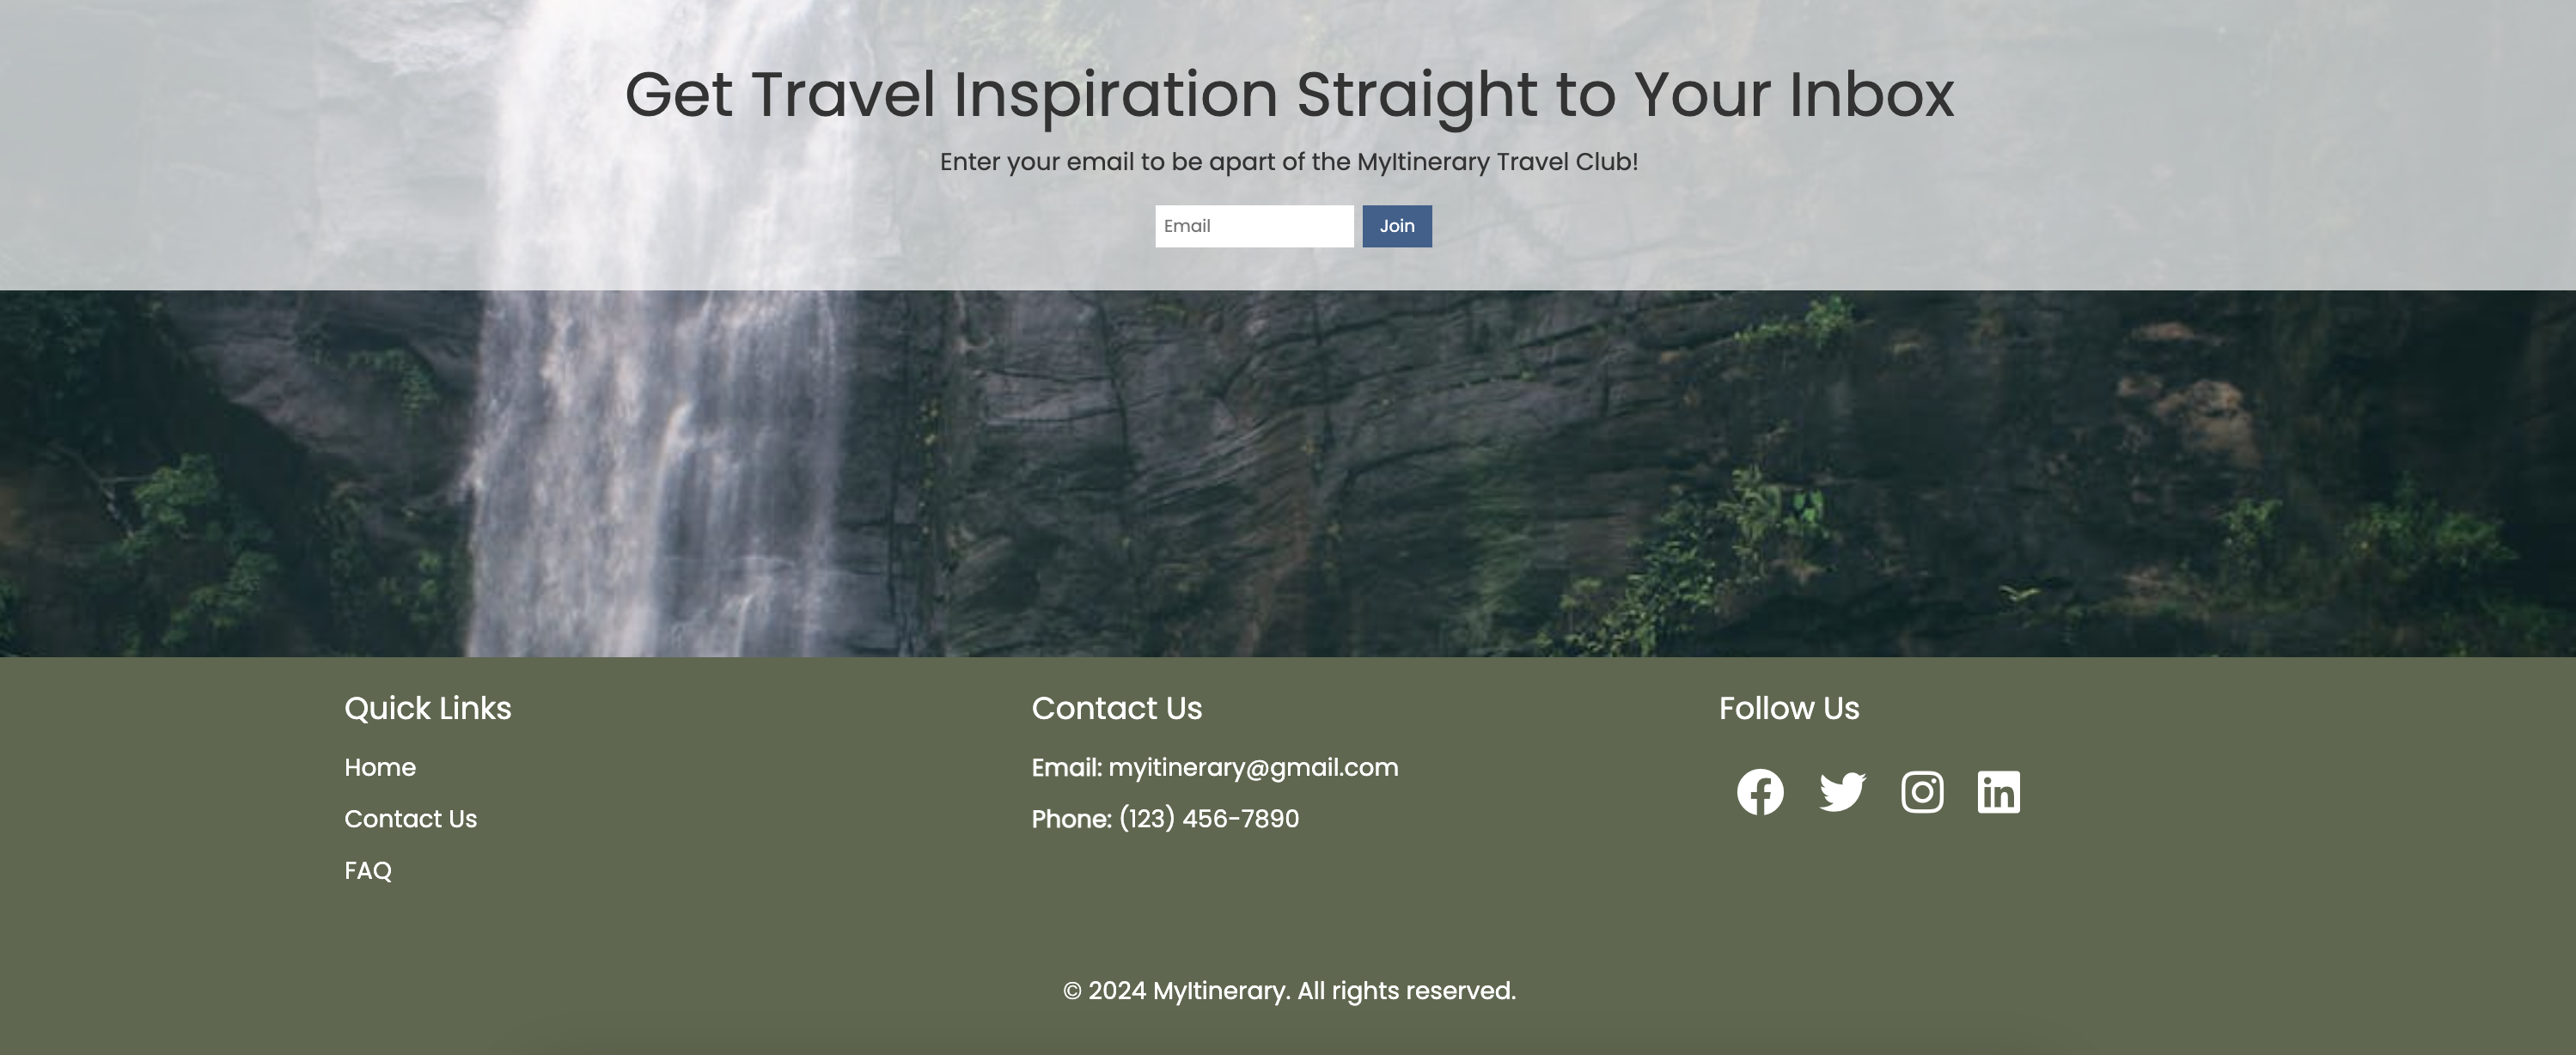 Get Travel Inspiration Straight to Your Inbox
Enter your email to be apart of the MyItinerary Travel Club!
Email
Join
Quick Links
Home
Contact Us
FAQ
Contact Us
Email: myitinerary@gmail.com
Phone: (123) 456-7890
Follow Us
© 2024 MyItinerary. All rights reserved.